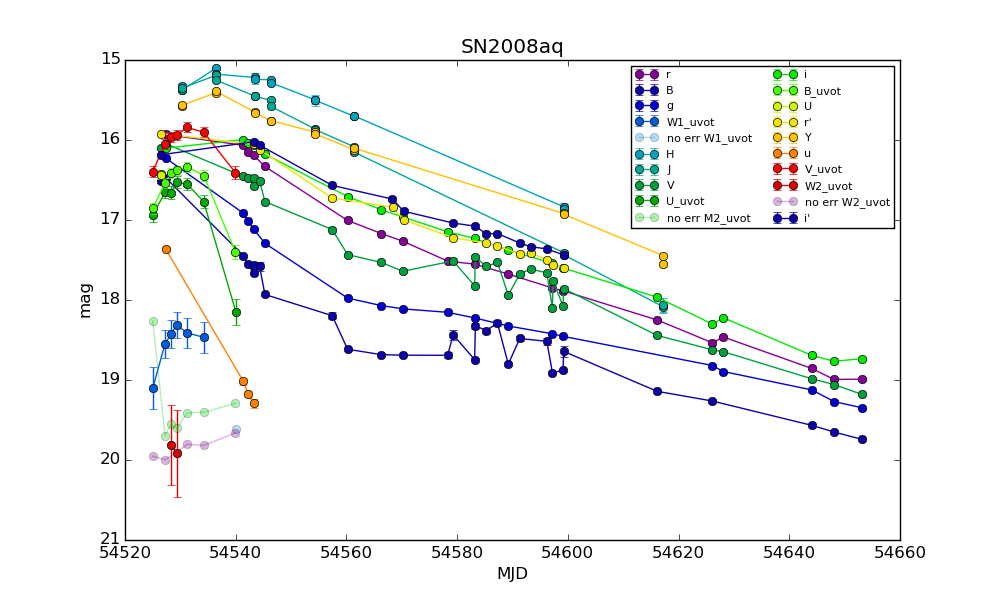 SN2008aq
15
16
17
18
19
20
21
mag
r
B
g
W1_uvot
no err W1_uvot
H
J
V
U_uvot
no err M2_uvot
i
B_uvot
U
r'
Y
u
V_uvot
W2_uvot
no err W2_uvot
i'
54520 54540 54560 54580 54600 54620 54640 54660
MJD